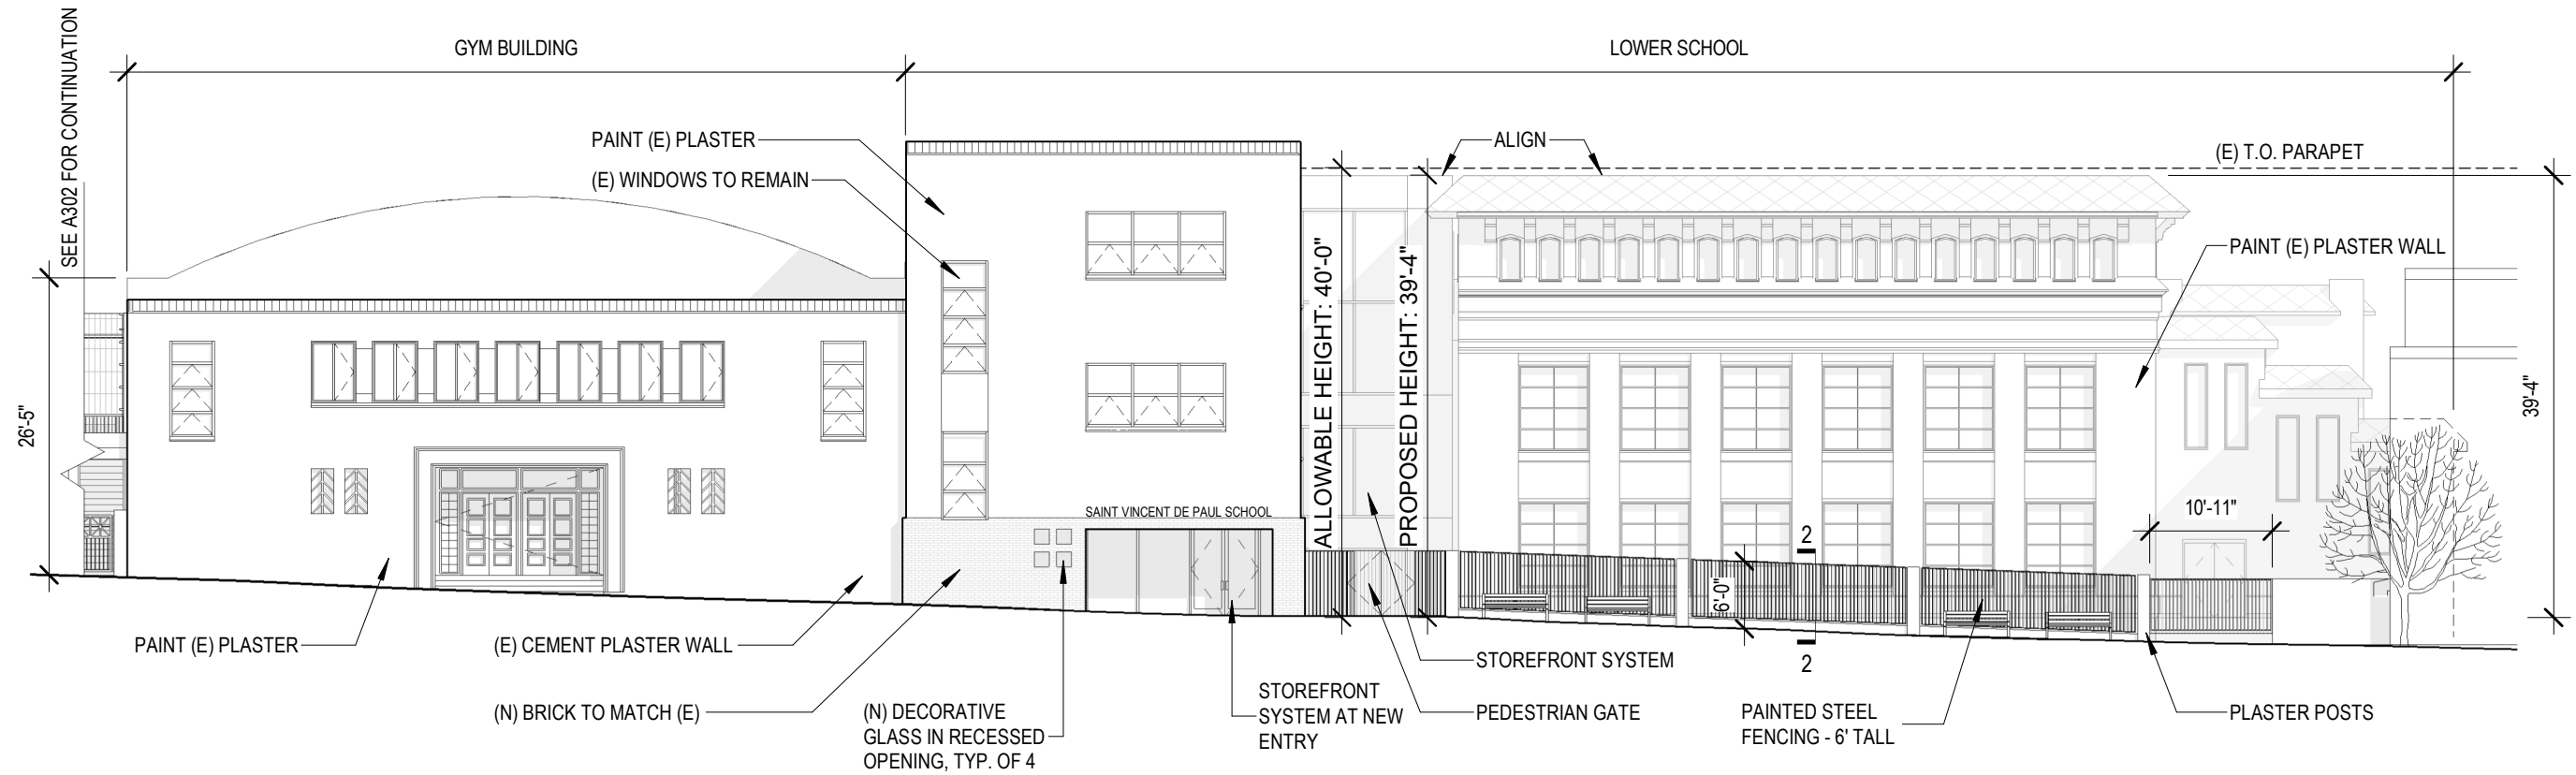 SEE A302 FOR CONTINUATION
GYM BUILDING
LOWER SCHOOL
PAINT (E) PLASTER
(E) WINDOWS TO REMAIN
ALIGN
(E) T.O. PARAPET
PAINT (E) PLASTER WALL
ALLOWABLE HEIGHT: 40'-0"
PROPOSED HEIGHT: 39'-4"
26'-5"
39'-4"
10'-11"
SAINT VINCENT DE PAUL SCHOOL
2
6'-0"
2
PAINT (E) PLASTER
(E) CEMENT PLASTER WALL
STOREFRONT SYSTEM
(N) BRICK TO MATCH (E)
(N) DECORATIVE
GLASS IN RECESSED
OPENING, TYP. OF 4
STOREFRONT
SYSTEM AT NEW
ENTRY
PEDESTRIAN GATE
PAINTED STEEL
FENCING - 6' TALL
PLASTER POSTS